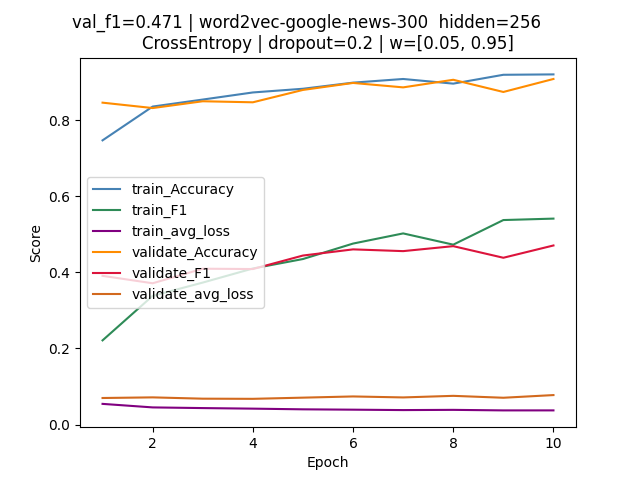 val_f1=0.471 | word2vec-google-news-300  hidden=256
CrossEntropy | dropout=0.2 | w=[0.05, 0.95]
Score
0.8
0.6
0.4
0.2
0.0
train_Accuracy
train_F1
train_avg_loss
validate_Accuracy
validate_F1
validate_avg_loss
2 4 6 8 10
Epoch